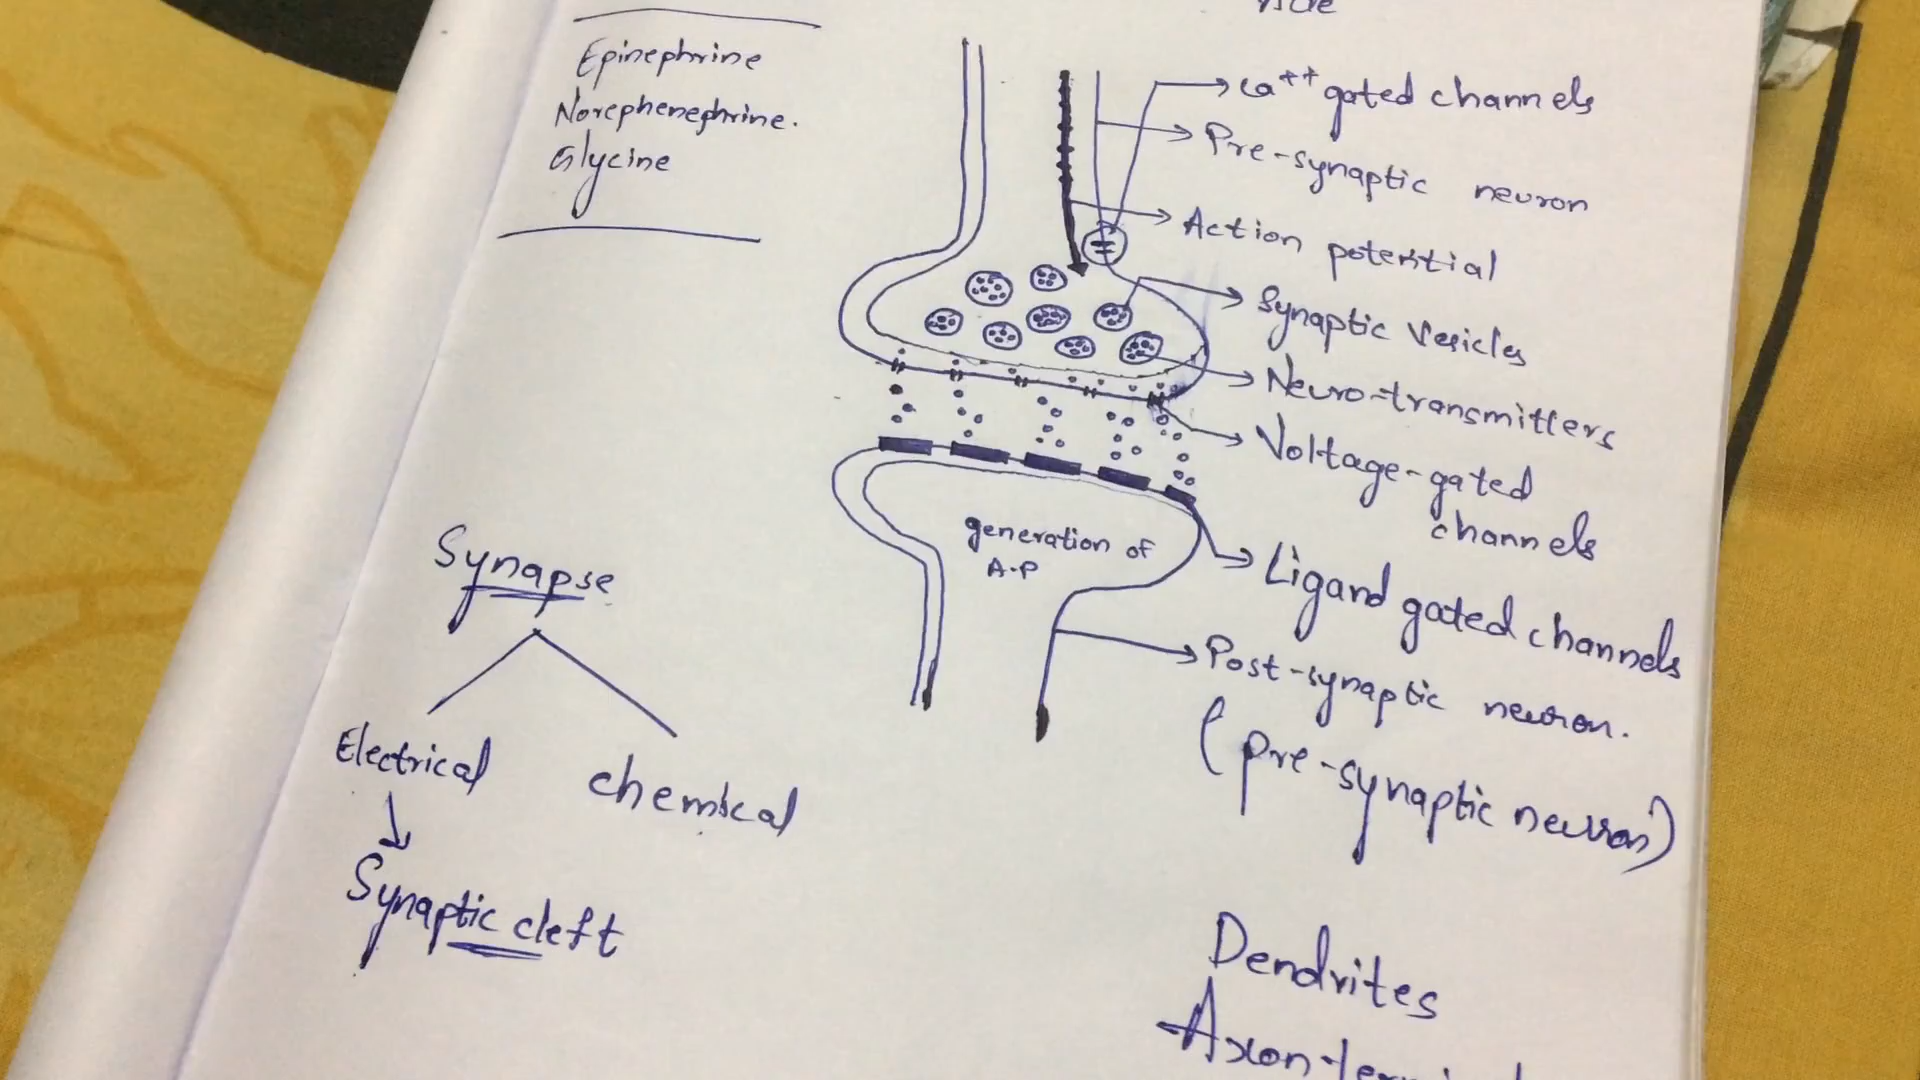 Epinephrine
Norephenephrine.
Glycine
Ca++ gated channels
Pre-synaptic neuron
Action potential
Synaptic Vesicles
Neuro-transmitters
Voltage-gated
channels
generation of
A.P
Ligand gated channels
Post-synaptic neuron.
(pre-synaptic neuron)
Synapse
Electrical
chemical
Synaptic cleft
Dendrites